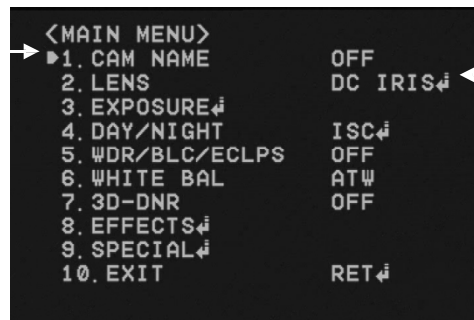 <MAIN MENU>
1. CAM NAME OFF
2. LENS DC IRIS↲
3. EXPOSURE↲
4. DAY/NIGHT ISC↲
5. WDR/BLC/ECLPS OFF
6. WHITE BAL ATW
7. 3D-DNR OFF
8. EFFECTS↲
9. SPECIAL↲
10. EXIT RET↲